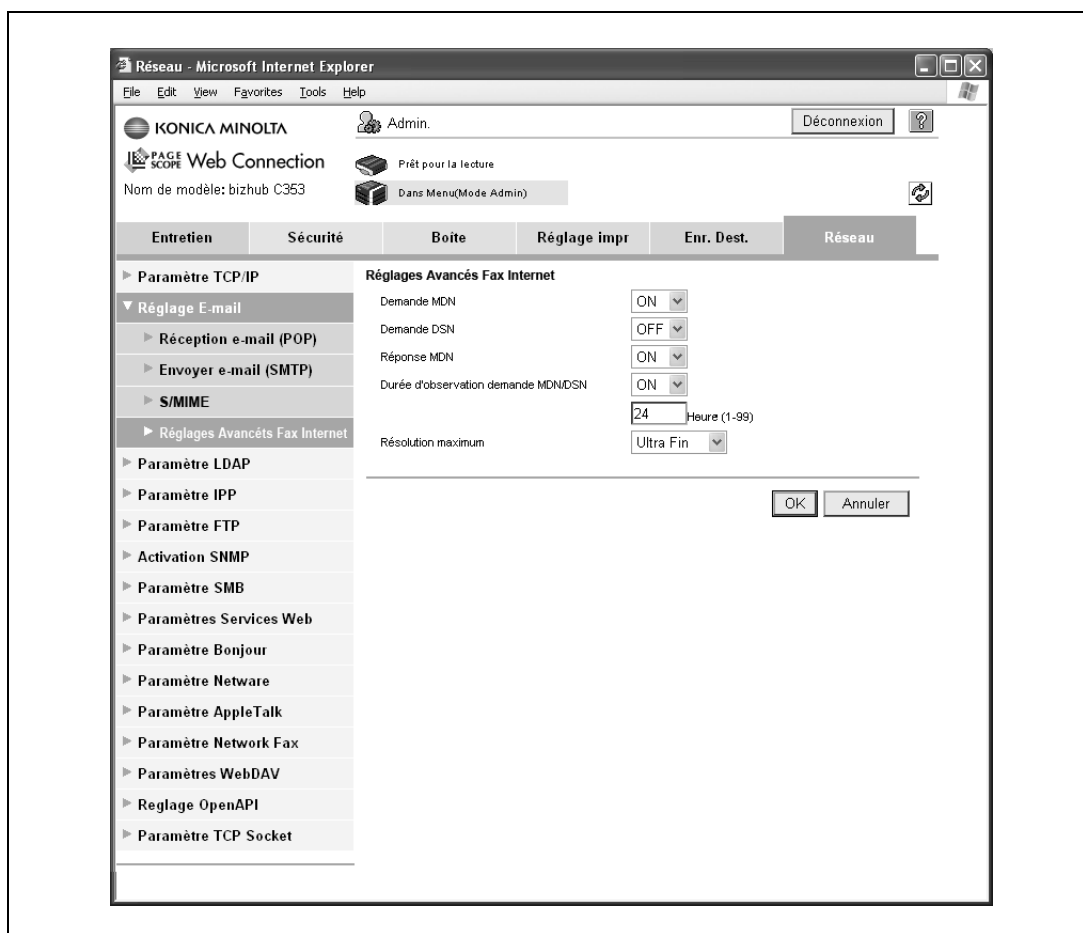 Réseau - Microsoft Internet Explorer
File Edit View Favorites Tools Help
KONICA MINOLTA
Admin.
Déconnexion
?
PAGE SCOPE Web Connection
Prêt pour la lecture
Nom de modèle: bizhub C353
Dans Menu(Mode Admin)
Entretien Sécurité Boîte Réglage impr Enr. Dest. Réseau
Paramètre TCP/IP
Réglage E-mail
Réception e-mail (POP)
Envoyer e-mail (SMTP)
S/MIME
Réglages Avancéts Fax Internet
Paramètre LDAP
Paramètre IPP
Paramètre FTP
Activation SNMP
Paramètre SMB
Paramètres Services Web
Paramètre Bonjour
Paramètre Netware
Paramètre AppleTalk
Paramètre Network Fax
Paramètres WebDAV
Reglage OpenAPI
Paramètre TCP Socket
Réglages Avancés Fax Internet
Demande MDN ON
Demande DSN OFF
Réponse MDN ON
Durée d'observation demande MDN/DSN ON
24 Heure (1-99)
Résolution maximum Ultra Fin
OK Annuler